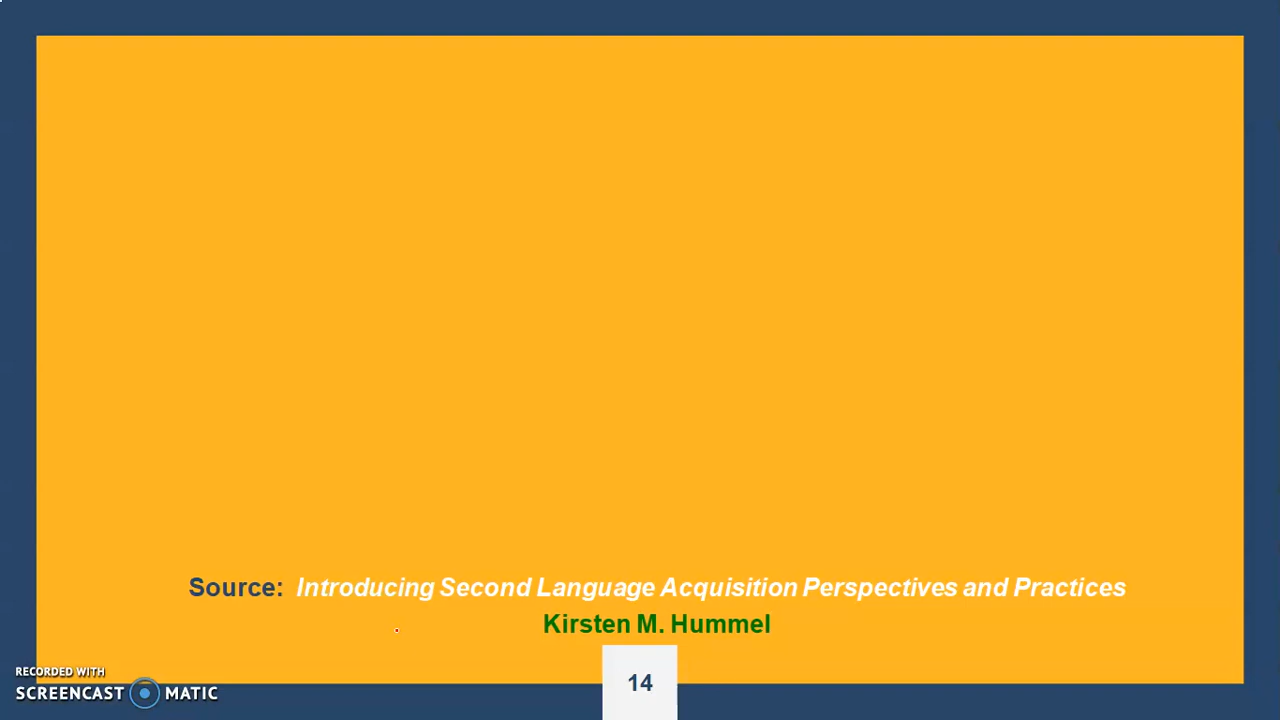 Source: Introducing Second Language Acquisition Perspectives and Practices
Kirsten M. Hummel
14
RECORDED WITH
SCREENCAST MATIC